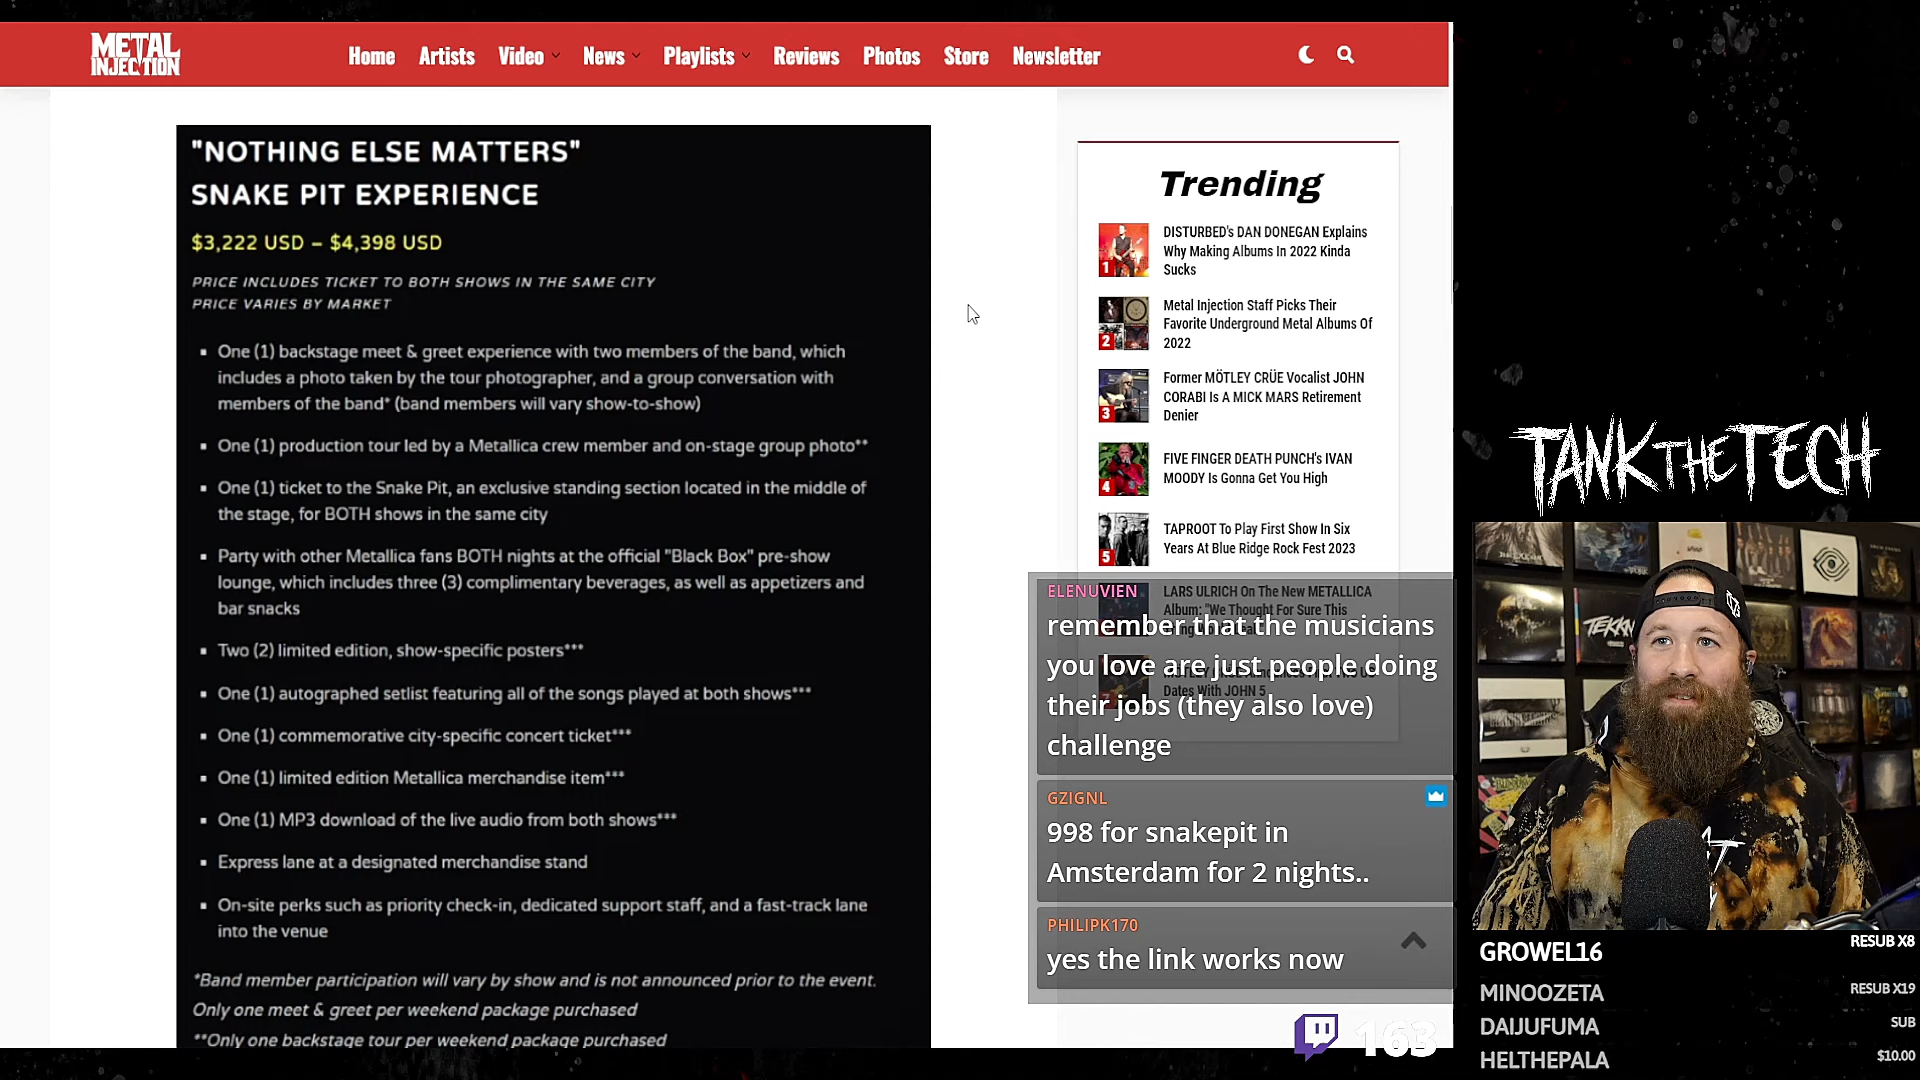 METAL
INJECTION
Home Artists Video News Playlists Reviews Photos Store Newsletter
"NOTHING ELSE MATTERS"
SNAKE PIT EXPERIENCE
$3,222 USD – $4,398 USD
PRICE INCLUDES TICKET TO BOTH SHOWS IN THE SAME CITY
PRICE VARIES BY MARKET
▪ One (1) backstage meet & greet experience with two members of the band, which
includes a photo taken by the tour photographer, and a group conversation with
members of the band* (band members will vary show-to-show)
▪ One (1) production tour led by a Metallica crew member and on-stage group photo**
▪ One (1) ticket to the Snake Pit, an exclusive standing section located in the middle of
the stage, for BOTH shows in the same city
▪ Party with other Metallica fans BOTH nights at the official "Black Box" pre-show
lounge, which includes three (3) complimentary beverages, as well as appetizers and
bar snacks
▪ Two (2) limited edition, show-specific posters***
▪ One (1) autographed setlist featuring all of the songs played at both shows***
▪ One (1) commemorative city-specific concert ticket***
▪ One (1) limited edition Metallica merchandise item***
▪ One (1) MP3 download of the live audio from both shows***
▪ Express lane at a designated merchandise stand
▪ On-site perks such as priority check-in, dedicated support staff, and a fast-track lane
into the venue
*Band member participation will vary by show and is not announced prior to the event.
Only one meet & greet per weekend package purchased
**Only one backstage tour per weekend package purchased
Trending
1
DISTURBED's DAN DONEGAN Explains
Why Making Albums In 2022 Kinda
Sucks
2
Metal Injection Staff Picks Their
Favorite Underground Metal Albums Of
2022
3
Former MÖTLEY CRÜE Vocalist JOHN
CORABI Is A MICK MARS Retirement
Denier
4
FIVE FINGER DEATH PUNCH's IVAN
MOODY Is Gonna Get You High
5
TAPROOT To Play First Show In Six
Years At Blue Ridge Rock Fest 2023
LARS ULRICH On The New METALLICA
Album: "We Thought For Sure This
Dates With JOHN 5
ELENUVIEN
remember that the musicians
you love are just people doing
their jobs (they also love)
challenge
GZIGNL
998 for snakepit in
Amsterdam for 2 nights..
PHILIPK170
yes the link works now
163
TANKTHETECH
TEKKN
GROWEL16 RESUB X8
MINOOZETA RESUB X19
DAIJUFUMA SUB
HELTHEPALA $10.00